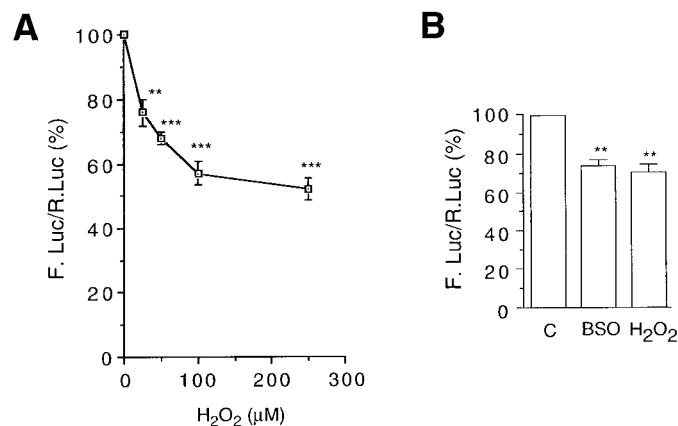 A
F. Luc/R.Luc (%)
100
80
60
40
20
0
**
***
***
***
0 100 200 300
H₂O₂ (µM)
B
F. Luc/R.Luc (%)
100
80
60
40
20
0
** **
C BSO H₂O₂